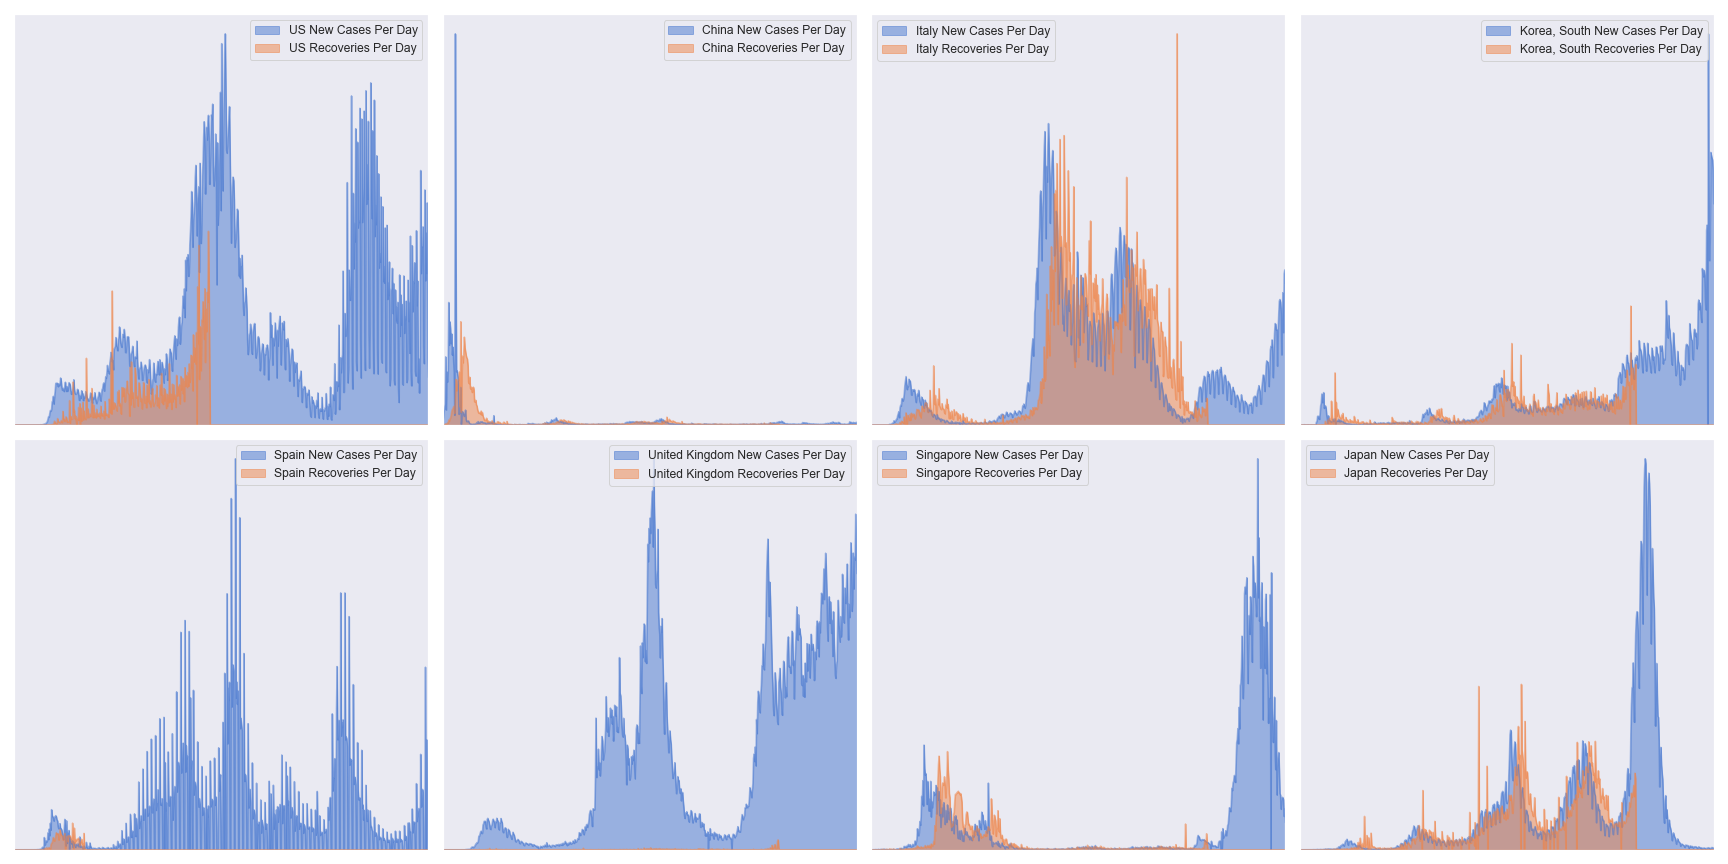 US New Cases Per Day
US Recoveries Per Day
China New Cases Per Day
China Recoveries Per Day
Italy New Cases Per Day
Italy Recoveries Per Day
Korea, South New Cases Per Day
Korea, South Recoveries Per Day
Spain New Cases Per Day
Spain Recoveries Per Day
United Kingdom New Cases Per Day
United Kingdom Recoveries Per Day
Singapore New Cases Per Day
Singapore Recoveries Per Day
Japan New Cases Per Day
Japan Recoveries Per Day